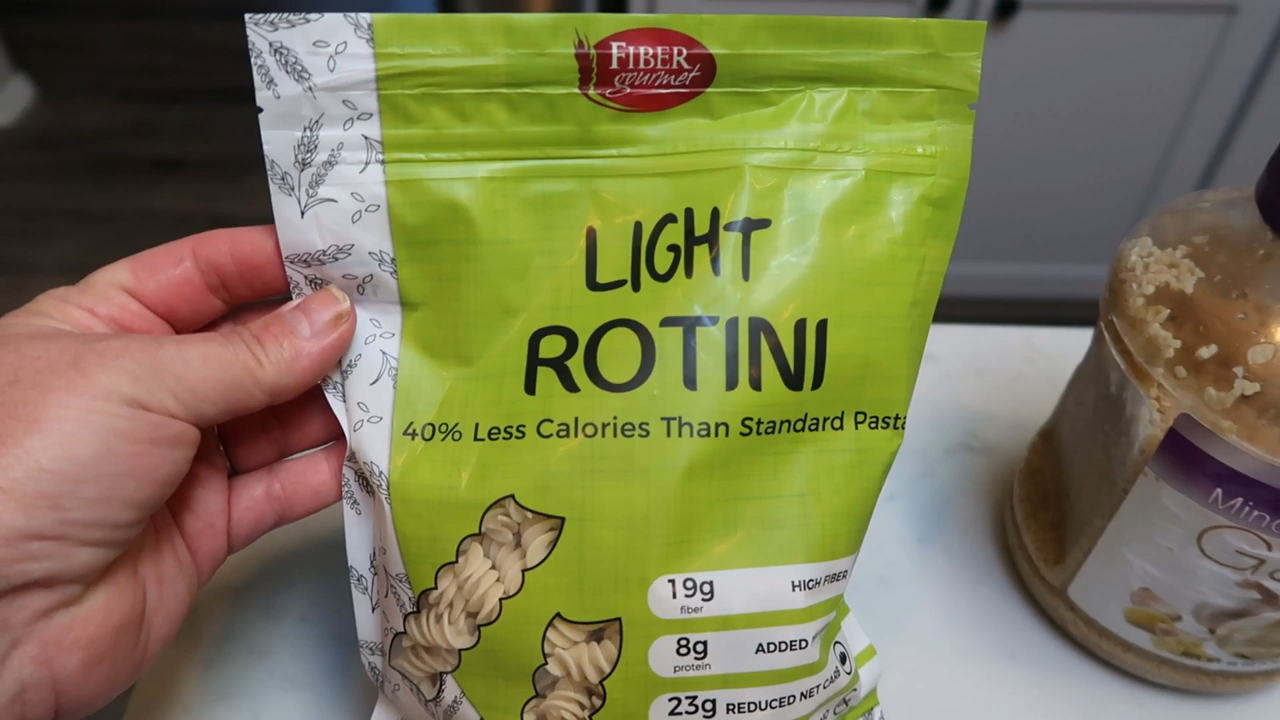 FIBER
gourmet
LIGHT
ROTINI
40% Less Calories Than Standard Pasta
19g HIGH FIBER
fiber
8g ADDED
protein
23g REDUCED NET CARB